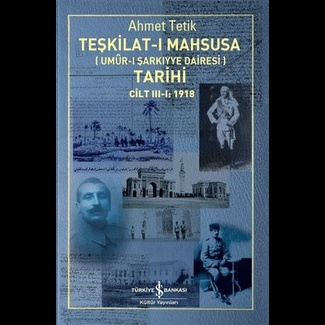 Ahmet Tetik
TEŞKİLAT-I MAHSUSA
( UMÛR-I ŞARKIYYE DAİRESİ )
TARİHİ
CİLT III-I: 1918
TÜRKİYE BANKASI
Kültür Yayınları